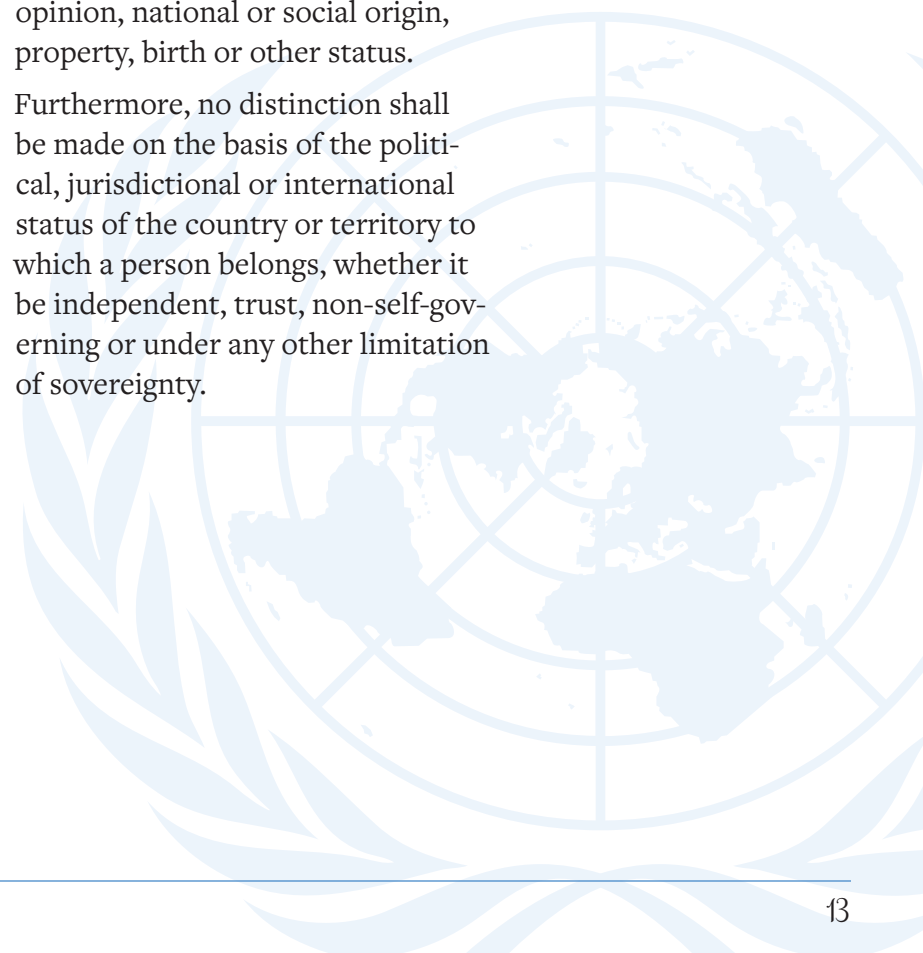 opinion, national or social origin,
property, birth or other status.
Furthermore, no distinction shall
be made on the basis of the politi-
cal, jurisdictional or international
status of the country or territory to
which a person belongs, whether it
be independent, trust, non-self-gov-
erning or under any other limitation
of sovereignty.
13